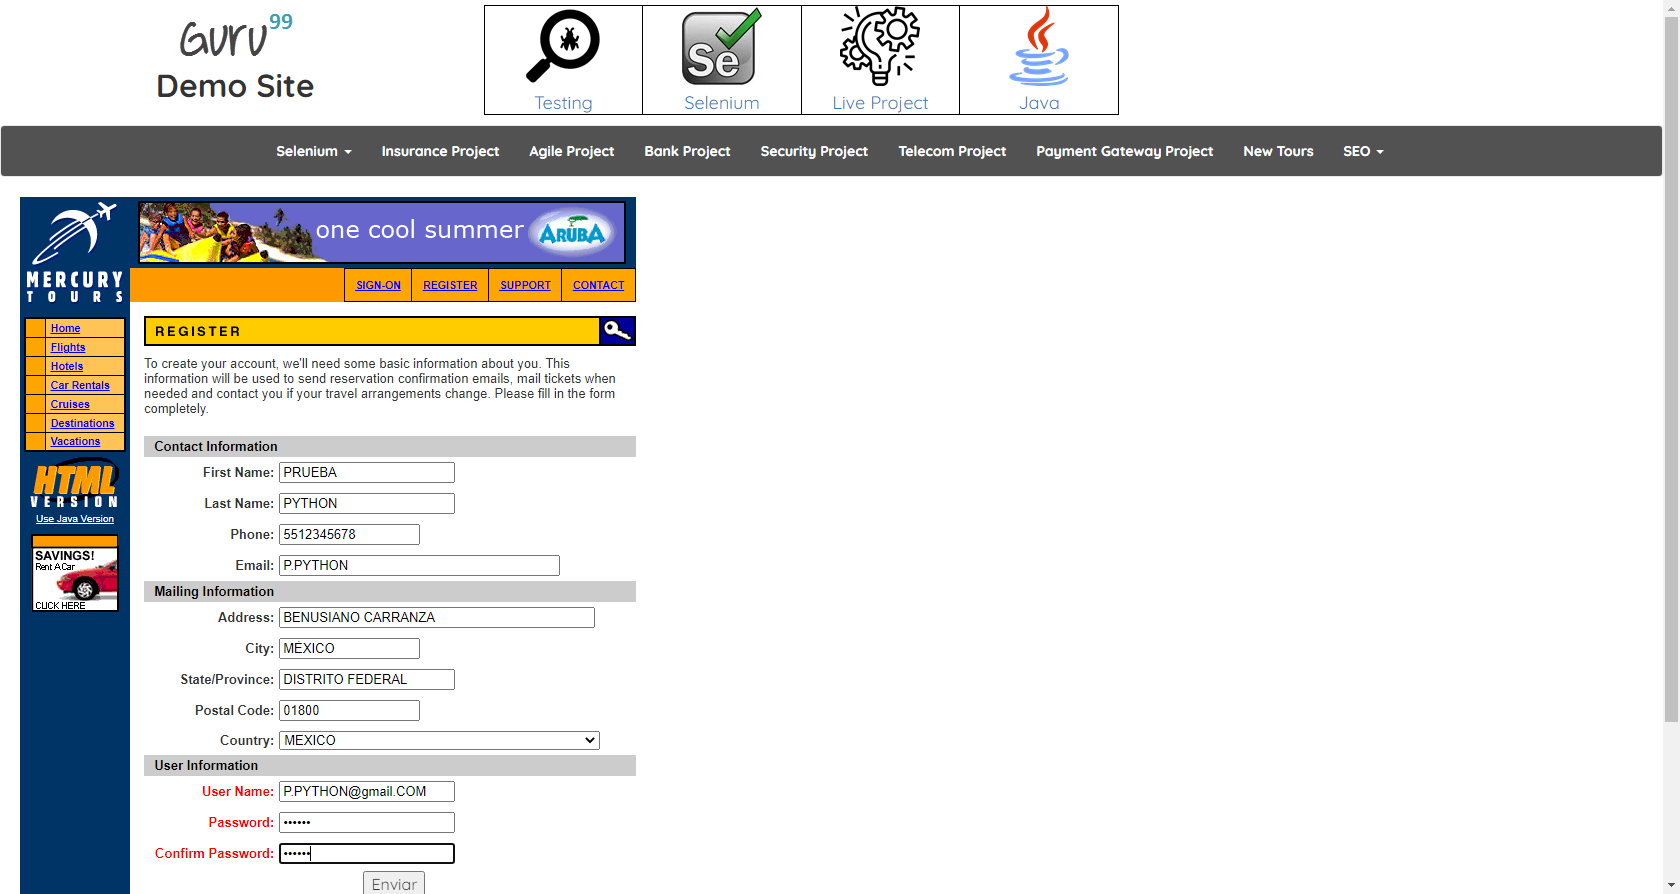 Guru99
Demo Site
Se
Testing
Selenium
Live Project
Java
Selenium
Insurance Project
Agile Project
Bank Project
Security Project
Telecom Project
Payment Gateway Project
New Tours
SEO
MERCURY
TOURS
one cool summer
ARUBA
SIGN-ON
REGISTER
SUPPORT
CONTACT
Home
Flights
Hotels
Car Rentals
Cruises
Destinations
Vacations
HTML
VERSION
Use Java Version
SAVINGS!
Rent A Car
CLICK HERE
REGISTER
To create your account, we'll need some basic information about you. This
information will be used to send reservation confirmation emails, mail tickets when
needed and contact you if your travel arrangements change. Please fill in the form
completely.
Contact Information
First Name: PRUEBA
Last Name: PYTHON
Phone: 5512345678
Email: P.PYTHON
Mailing Information
Address: BENUSIANO CARRANZA
City: MÉXICO
State/Province: DISTRITO FEDERAL
Postal Code: 01800
Country: MEXICO
User Information
User Name: P.PYTHON@gmail.COM
Password: ••••••
Confirm Password: ••••••
Enviar